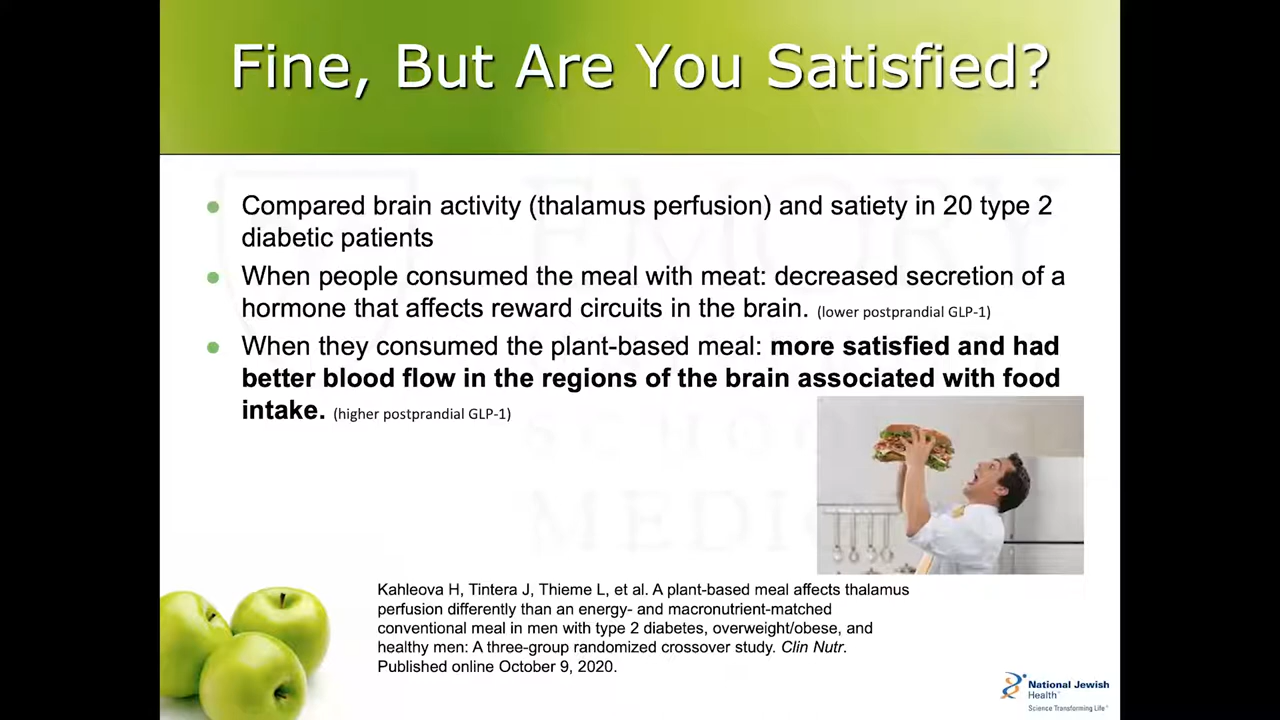 Fine, But Are You Satisfied?
Compared brain activity (thalamus perfusion) and satiety in 20 type 2
diabetic patients
When people consumed the meal with meat: decreased secretion of a
hormone that affects reward circuits in the brain. (lower postprandial GLP-1)
When they consumed the plant-based meal: more satisfied and had
better blood flow in the regions of the brain associated with food
intake. (higher postprandial GLP-1)
EMORY
SCHOOL
MEDIC
Kahleova H, Tintera J, Thieme L, et al. A plant-based meal affects thalamus
perfusion differently than an energy- and macronutrient-matched
conventional meal in men with type 2 diabetes, overweight/obese, and
healthy men: A three-group randomized crossover study. Clin Nutr.
Published online October 9, 2020.
National Jewish
Health™
Science Transforming Life®